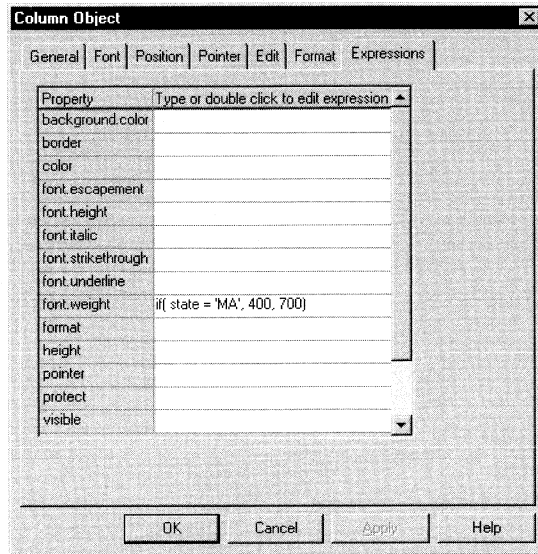 Column Object
General Font Position Pointer Edit Format Expressions
Property Type or double click to edit expression
background.color
border
color
font.escapement
font.height
font.italic
font.strikethrough
font.underline
font.weight if( state = 'MA', 400, 700)
format
height
pointer
protect
visible
OK Cancel Apply Help